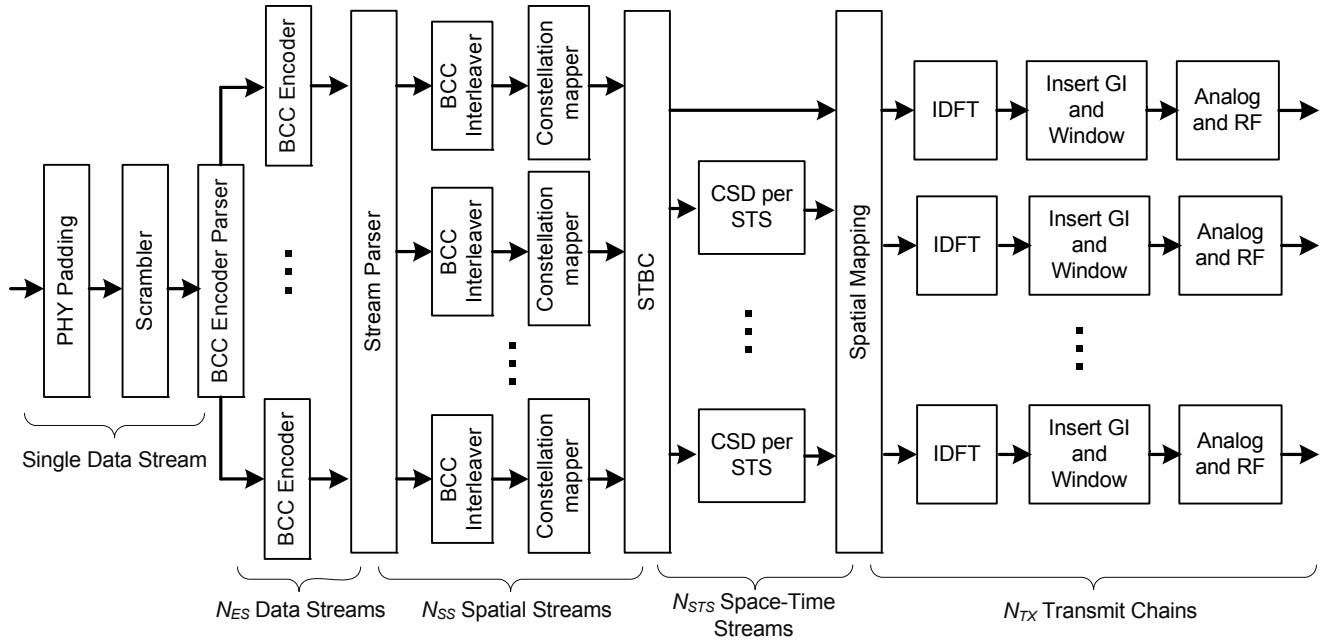 PHY Padding
Scrambler
BCC Encoder Parser
BCC Encoder
BCC Encoder
Stream Parser
BCC
Interleaver
Constellation
mapper
BCC
Interleaver
Constellation
mapper
BCC
Interleaver
Constellation
mapper
STBC
CSD per
STS
CSD per
STS
Spatial Mapping
IDFT
Insert GI
and
Window
Analog
and RF
IDFT
Insert GI
and
Window
Analog
and RF
IDFT
Insert GI
and
Window
Analog
and RF
Single Data Stream
NES Data Streams
NSS Spatial Streams
NSTS Space-Time
Streams
NTX Transmit Chains